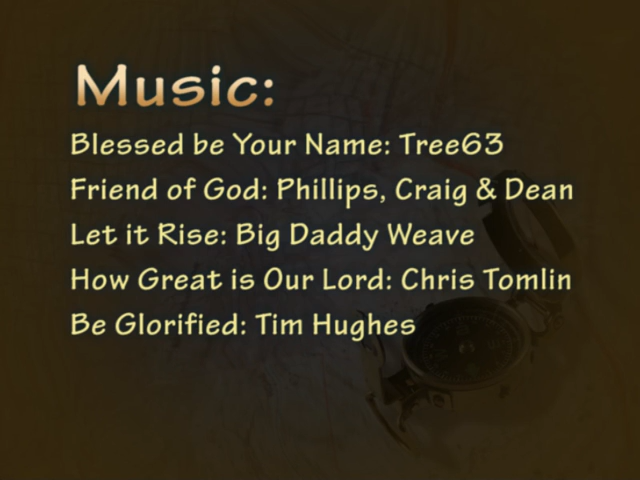 Music:
Blessed be Your Name: Tree63
Friend of God: Phillips, Craig & Dean
Let it Rise: Big Daddy Weave
How Great is Our Lord: Chris Tomlin
Be Glorified: Tim Hughes